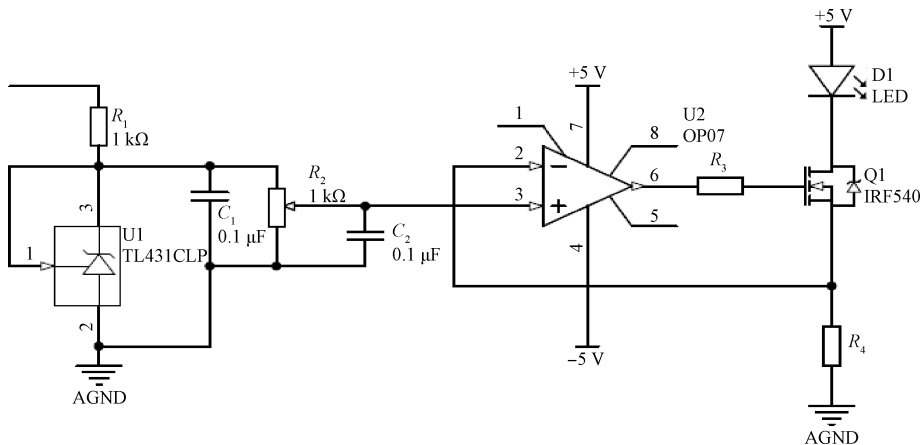 +5 V
D1
LED
+5 V
1
7
U2
OP07
8
R1
1 kΩ
2
6
R3
Q1
IRF540
R2
1 kΩ
3
5
3
C1
0.1 μF
U1
TL431CLP
1
C2
0.1 μF
4
2
−5 V
R4
AGND
AGND